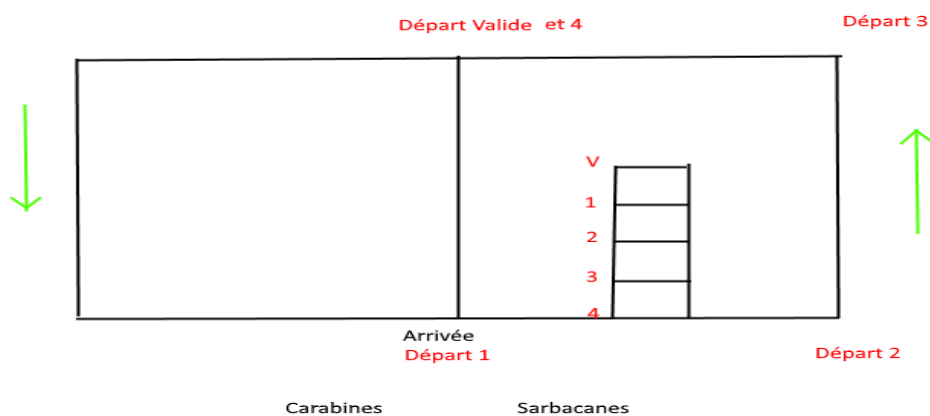 Départ Valide et 4
Départ 3
V
1
2
3
4
Arrivée
Départ 1
Départ 2
Carabines
Sarbacanes